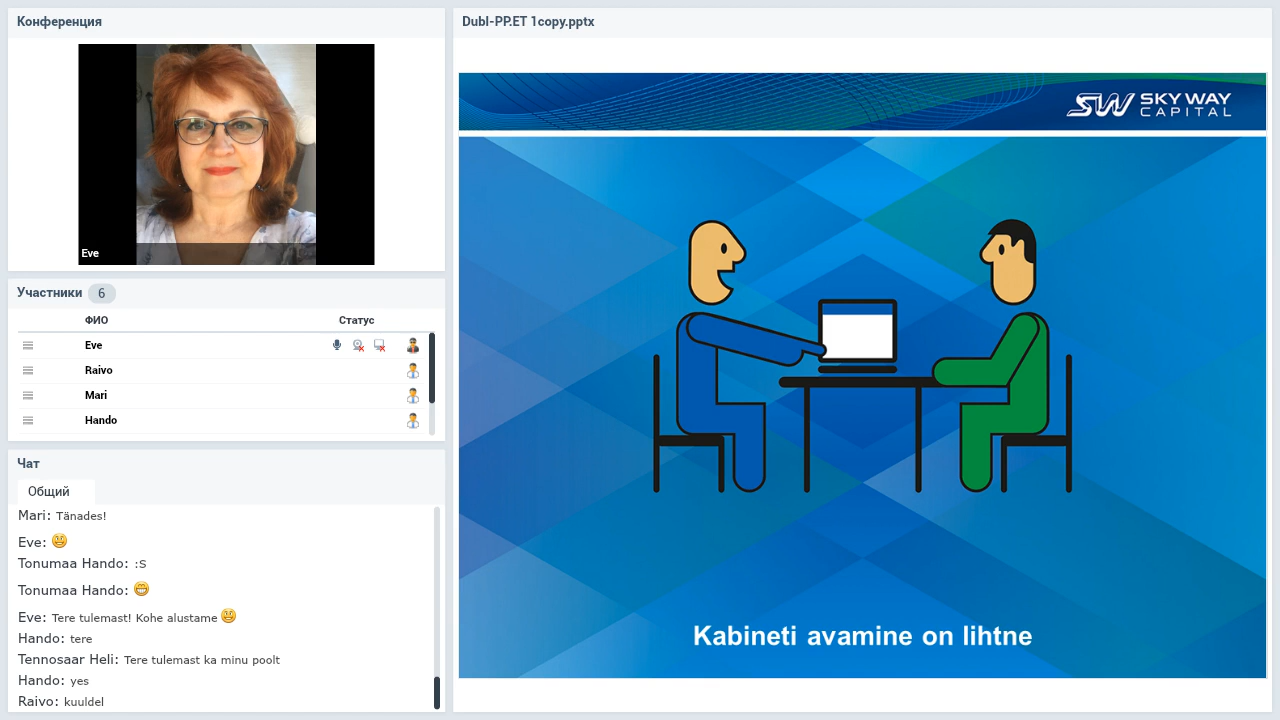 Конференция
Eve
Участники 6
ФИО Статус
Eve
Raivo
Mari
Hando
Чат
Общий
Mari: Tänades!
Eve:
Tonumaa Hando: :S
Tonumaa Hando:
Eve: Tere tulemast! Kohe alustame
Hando: tere
Tennosaar Heli: Tere tulemast ka minu poolt
Hando: yes
Raivo: kuuldel
Dubl-PP.ET 1copy.pptx
SW SKY WAY
CAPITAL
Kabineti avamine on lihtne